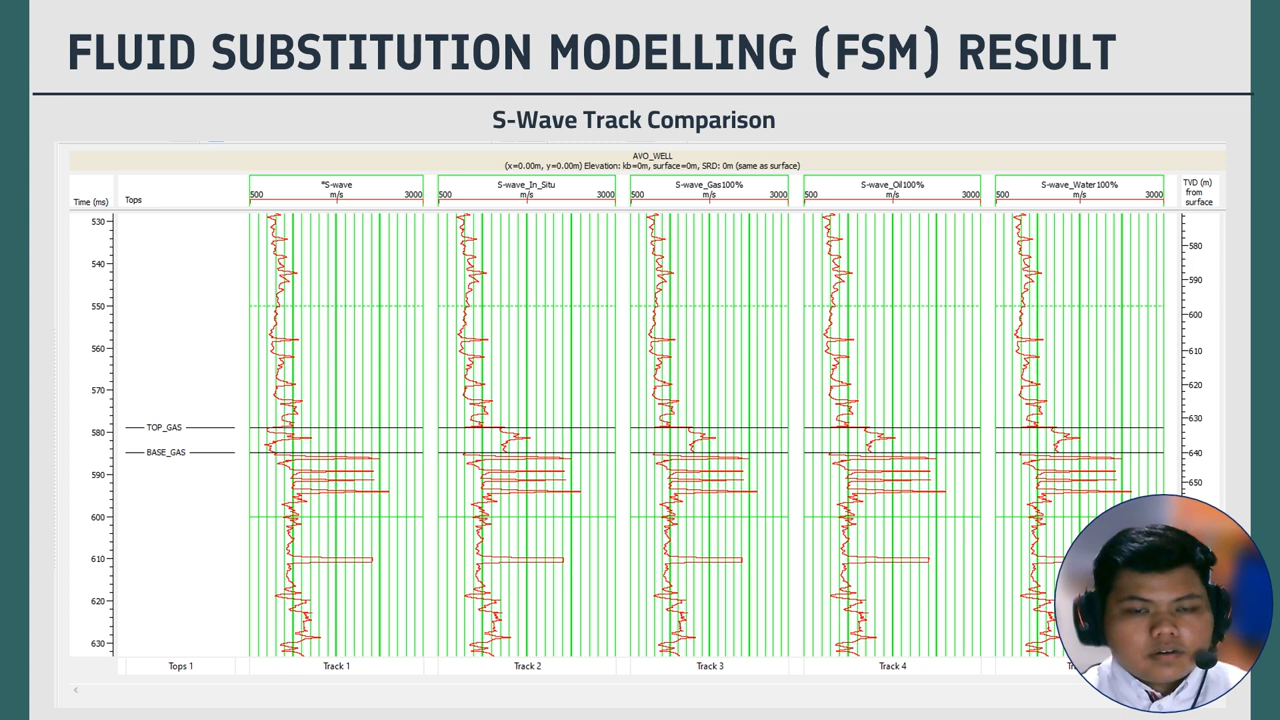 FLUID SUBSTITUTION MODELLING (FSM) RESULT
S-Wave Track Comparison
AVO_WELL
(x=0.00m, y=0.00m) Elevation: kb=0m, surface=0m, SRD: 0m (same as surface)
Time (ms)
Tops
*S-wave
500 m/s 3000
S-wave_In_Situ
500 m/s 3000
S-wave_Gas100%
500 m/s 3000
S-wave_Oil100%
500 m/s 3000
S-wave_Water100%
500 m/s 3000
TVD (m)
from
surface
530
540
550
560
570
580
590
600
610
620
630
TOP_GAS
BASE_GAS
580
590
600
610
620
630
640
650
Tops 1
Track 1
Track 2
Track 3
Track 4